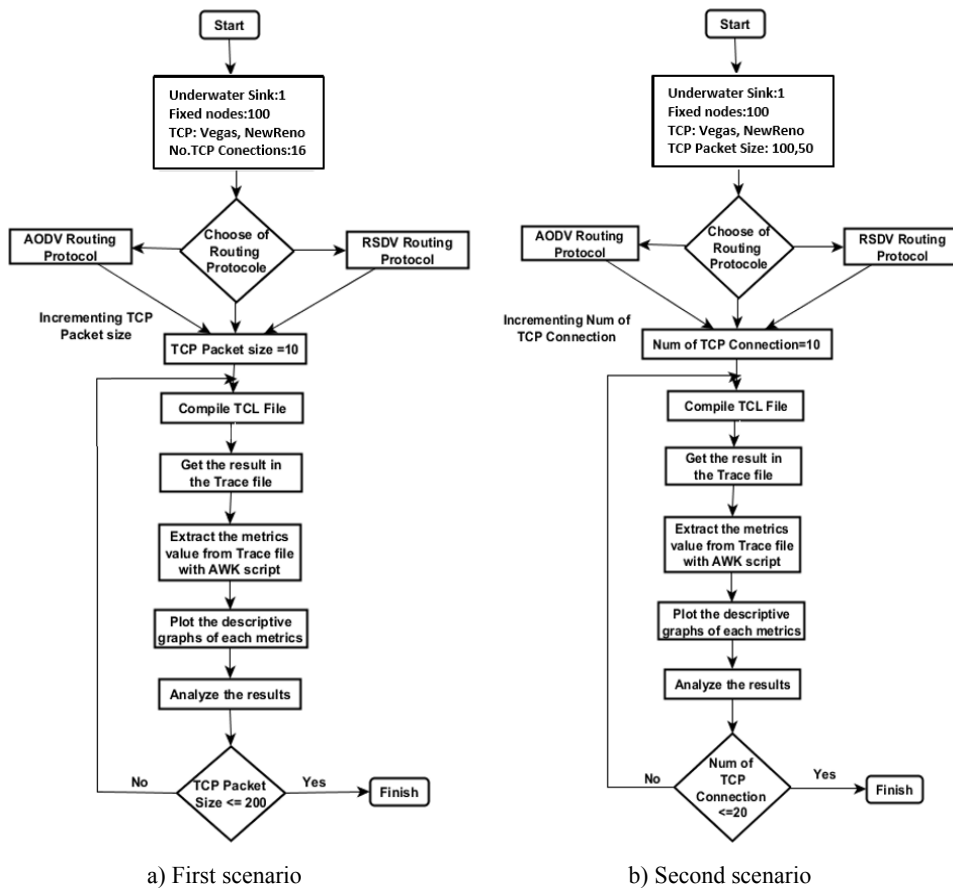 Start
Underwater Sink:1
Fixed nodes:100
TCP: Vegas, NewReno
No.TCP Conections:16
Choose of
Routing
Protocole
AODV Routing
Protocol
RSDV Routing
Protocol
Incrementing TCP
Packet size
TCP Packet size =10
Compile TCL File
Get the result in
the Trace file
Extract the metrics
value from Trace file
with AWK script
Plot the descriptive
graphs of each metrics
Analyze the results
TCP Packet
Size <= 200
No
Yes
Finish
a) First scenario
Start
Underwater Sink:1
Fixed nodes:100
TCP: Vegas, NewReno
TCP Packet Size: 100,50
Choose of
Routing
Protocole
AODV Routing
Protocol
RSDV Routing
Protocol
Incrementing Num of
TCP Connection
Num of TCP Connection=10
Compile TCL File
Get the result in
the Trace file
Extract the metrics
value from Trace file
with AWK script
Plot the descriptive
graphs of each metrics
Analyze the results
Num of
TCP
Connection
<=20
No
Yes
Finish
b) Second scenario